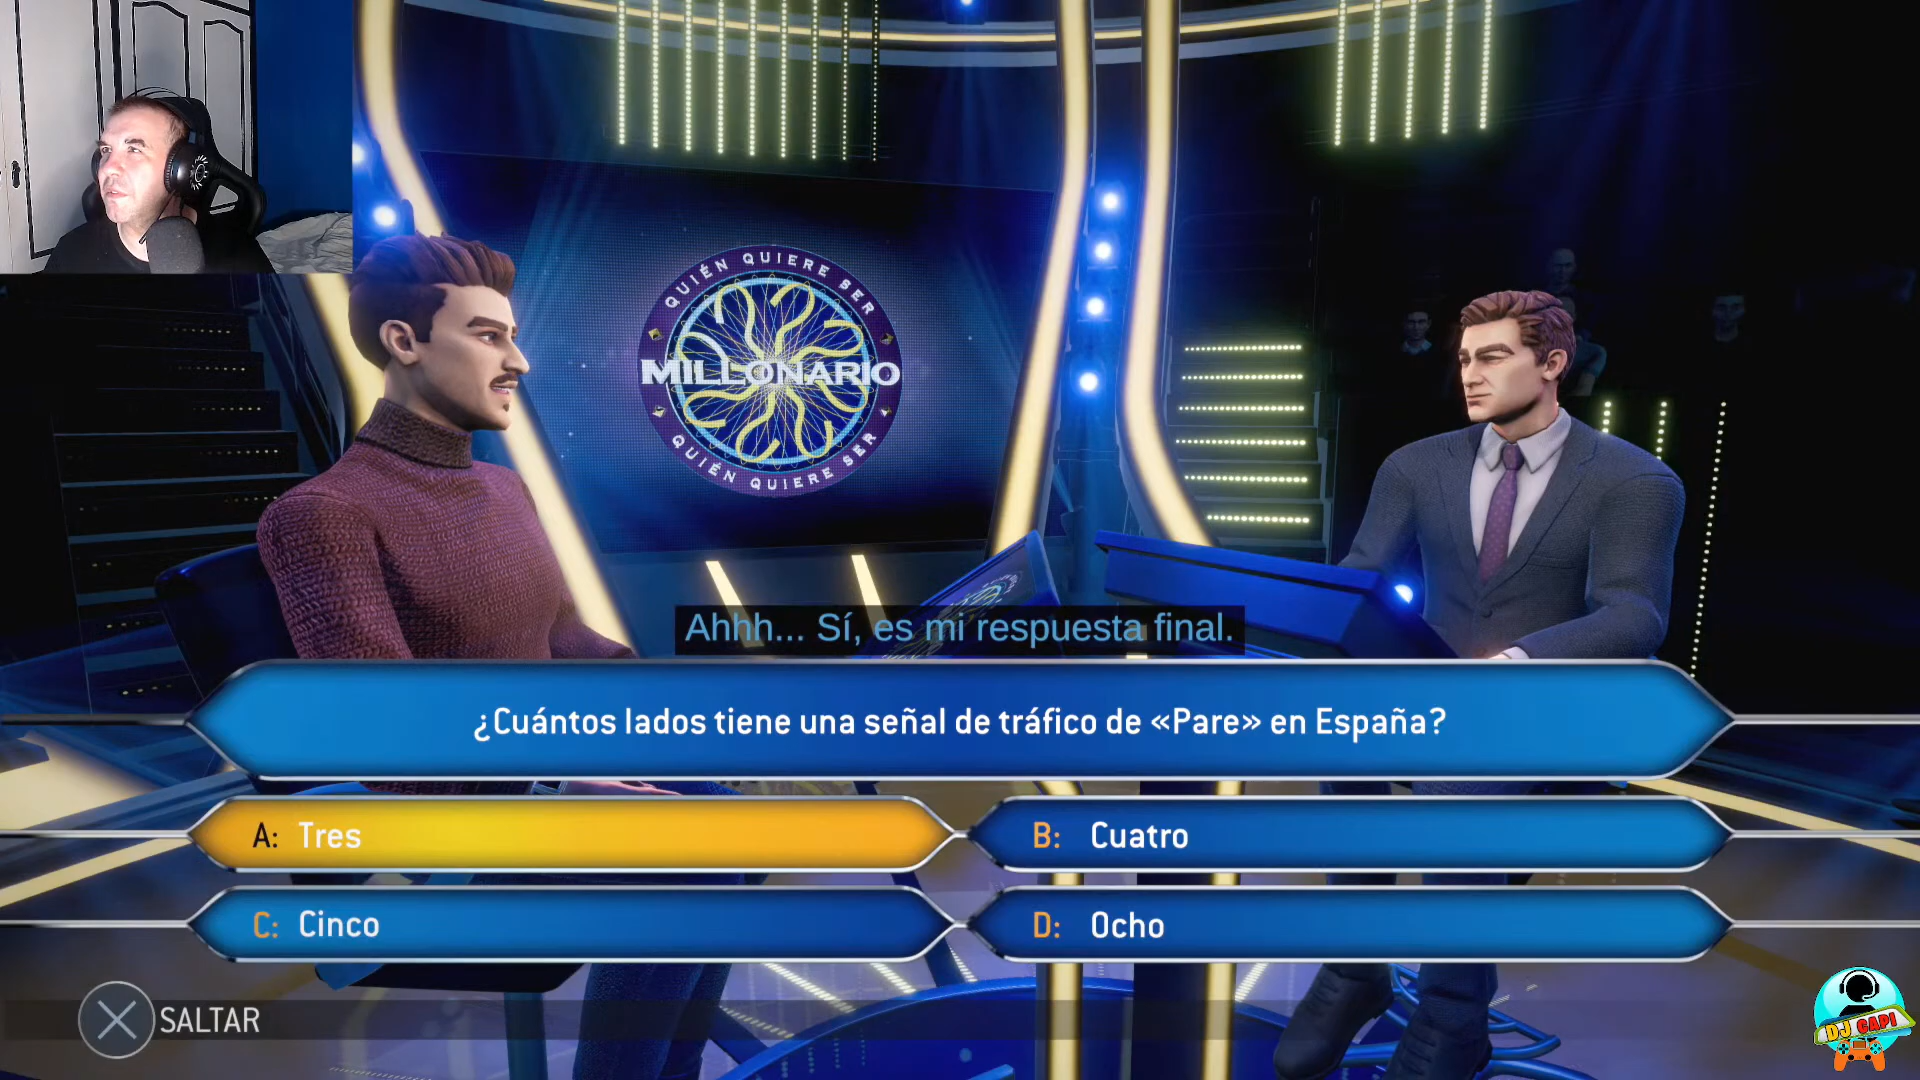 QUIÉN QUIERE SER
MILLONARIO
QUIÉN QUIERE SER
Ahhh... Sí, es mi respuesta final.
¿Cuántos lados tiene una señal de tráfico de «Pare» en España?
A: Tres
B: Cuatro
C: Cinco
D: Ocho
SALTAR
DJ CAPI